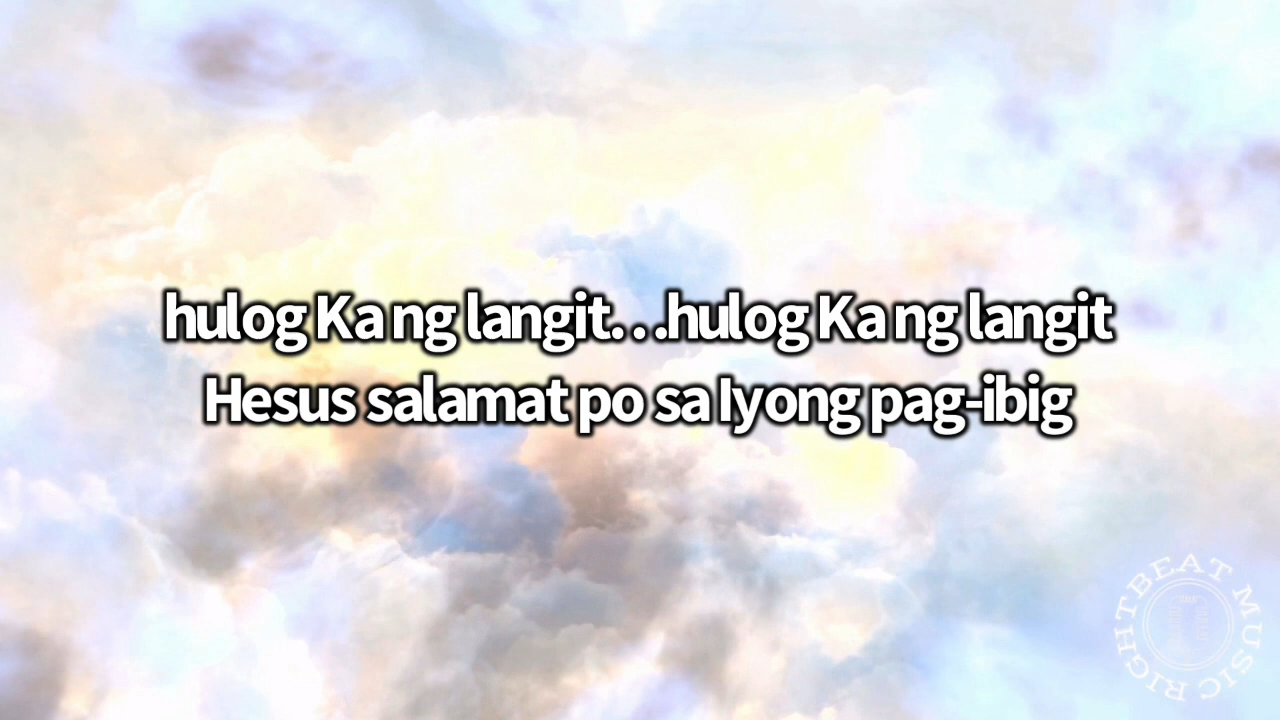 hulog Ka ng langit...hulog Ka ng langit
Hesus salamat po sa Iyong pag-ibig
RIGHTBEAT MUSIC